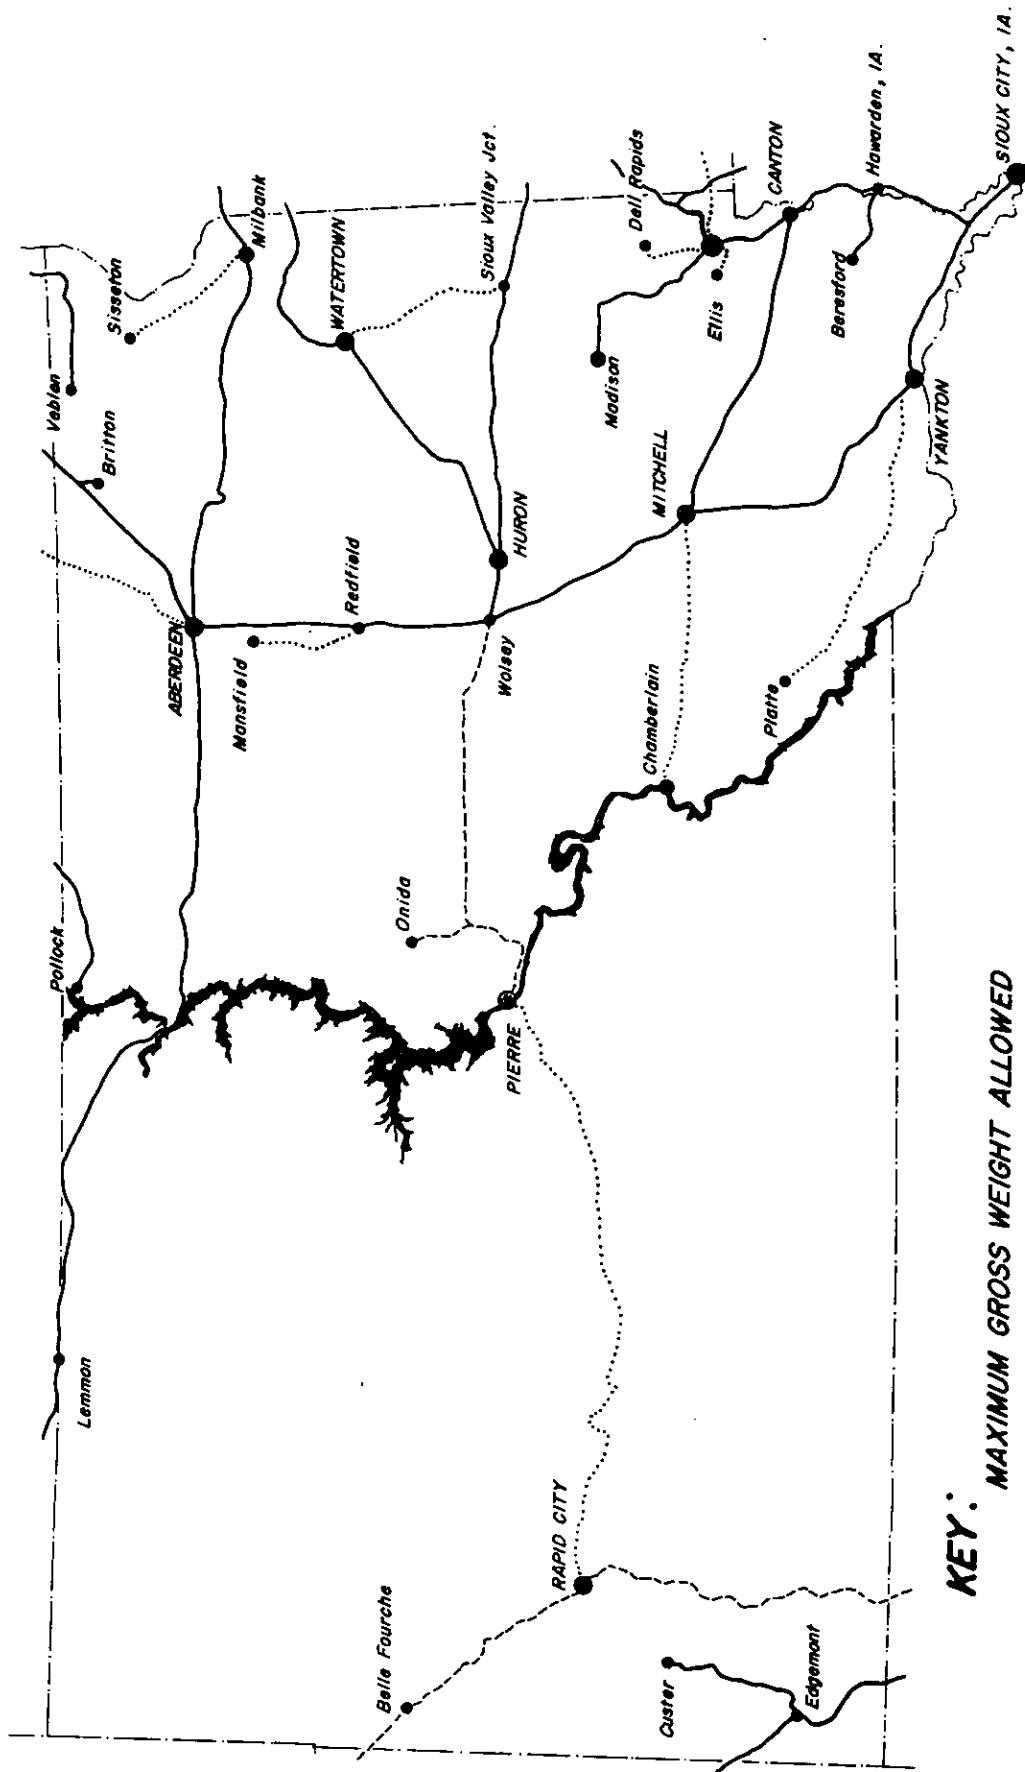 Lemmon
Pollock
Veblen
Sisseton
Britton
Milbank
ABERDEEN
Mansfield
Redfield
WATERTOWN
Sioux Valley Jct.
Belle Fourche
Onida
Wolsey
HURON
PIERRE
RAPID CITY
Chamberlain
MITCHELL
Madison
Dell Rapids
Ellis
CANTON
Custer
Edgemont
Platte
Beresford
Hawarden, IA.
YANKTON
SIOUX CITY, IA.
KEY:
MAXIMUM GROSS WEIGHT ALLOWED